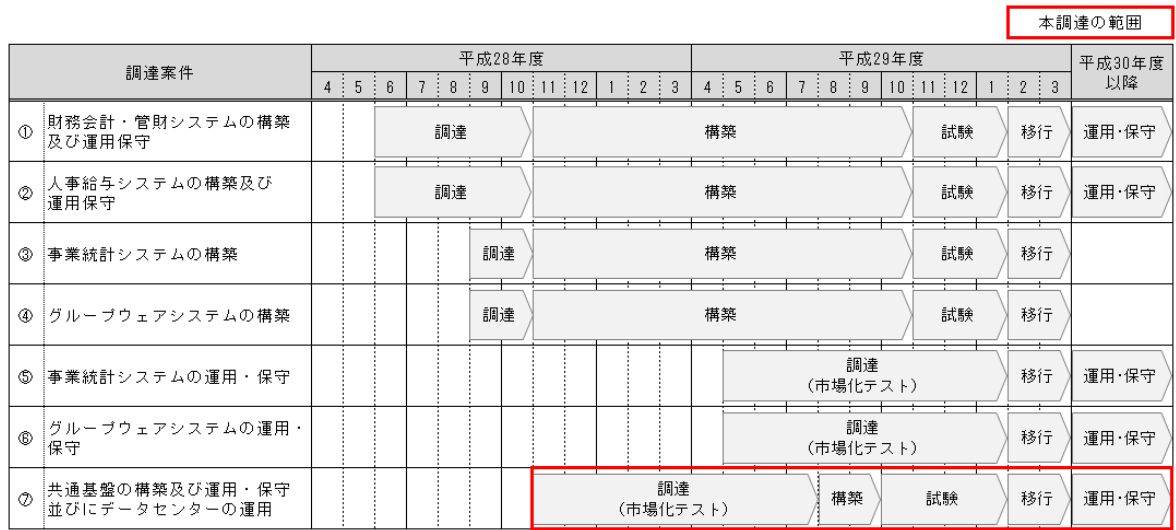 本調達の範囲
調達案件
平成28年度
平成29年度
平成30年度
以降
4 5 6 7 8 9 10 11 12 1 2 3 4 5 6 7 8 9 10 11 12 1 2 3
① 財務会計・管財システムの構築
及び運用保守
調達 構築 試験 移行 運用・保守
② 人事給与システムの構築及び
運用保守
調達 構築 試験 移行 運用・保守
③ 事業統計システムの構築
調達 構築 試験 移行
④ グループウェアシステムの構築
調達 構築 試験 移行
⑤ 事業統計システムの運用・保守
調達
(市場化テスト)
移行 運用・保守
⑥ グループウェアシステムの運用・
保守
調達
(市場化テスト)
移行 運用・保守
⑦ 共通基盤の構築及び運用・保守
並びにデータセンターの運用
調達
(市場化テスト)
構築 試験 移行 運用・保守